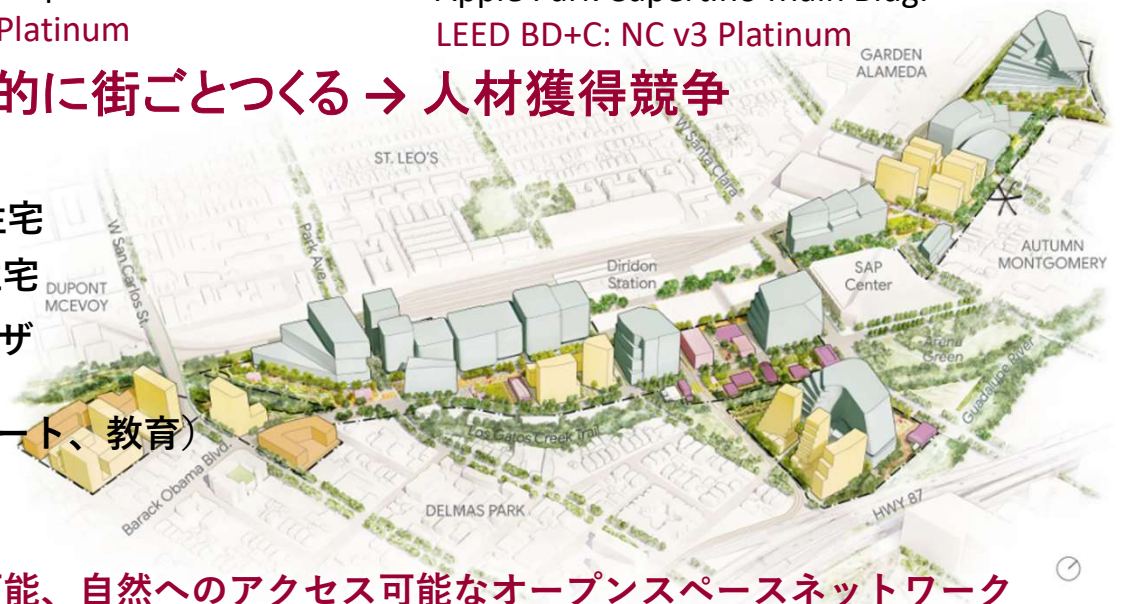 Platinum
LEED BD+C: NC v3 Platinum
的に街ごとつくる → 人材獲得競争
GARDEN
ALAMEDA
ST. LEO'S
W Santa Clara
住宅
宅
ザ
ート、教育）
DUPONT
MCEVOY
W San Carlos St.
Park Ave.
Diridon
Station
SAP
Center
AUTUMN
MONTGOMERY
Arena
Green
Guadalupe River
Los Gatos Creek Trail
Barack Obama Blvd.
DELMAS PARK
HWY 87
能、自然へのアクセス可能なオープンスペースネットワーク